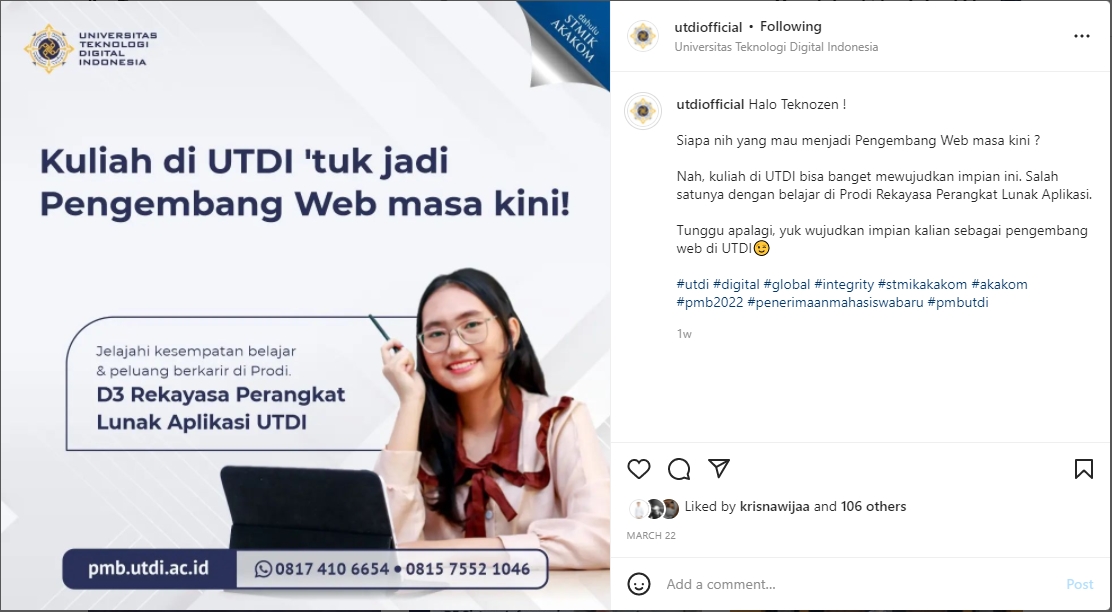 UNIVERSITAS
TEKNOLOGI
DIGITAL
INDONESIA
dahulu
STMIK
AKAKOM
Kuliah di UTDI 'tuk jadi
Pengembang Web masa kini!
Jelajahi kesempatan belajar
& peluang berkarir di Prodi.
D3 Rekayasa Perangkat
Lunak Aplikasi UTDI
pmb.utdi.ac.id
0817 410 6654 • 0815 7552 1046
utdiofficial • Following
Universitas Teknologi Digital Indonesia
utdiofficial Halo Teknozen !
Siapa nih yang mau menjadi Pengembang Web masa kini ?
Nah, kuliah di UTDI bisa banget mewujudkan impian ini. Salah
satunya dengan belajar di Prodi Rekayasa Perangkat Lunak Aplikasi.
Tunggu apalagi, yuk wujudkan impian kalian sebagai pengembang
web di UTDI😉
#utdi #digital #global #integrity #stmikakakom #akakom
#pmb2022 #penerimaanmahasiswabaru #pmbutdi
1w
Liked by krisnawijaa and 106 others
MARCH 22
Add a comment...
Post